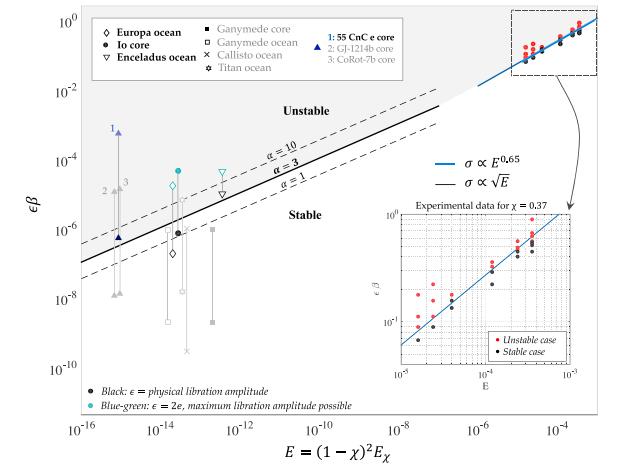 10^0
10^-2
10^-4
10^-6
10^-8
10^-10
ϵβ
Europa ocean
Io core
Enceladus ocean
Ganymede core
Ganymede ocean
Callisto ocean
Titan ocean
1: 55 CnC e core
2: GJ-1214b core
3: CoRot-7b core
Unstable
1
2
3
α = 10
α = 3
α = 1
Stable
σ ∝ E^0.65
σ ∝ √E
Experimental data for χ = 0.37
10^0
10^-1
ϵ β
Unstable case
Stable case
10^-5
10^-4
10^-3
E
Black: ϵ = physical libration amplitude
Blue-green: ϵ = 2e, maximum libration amplitude possible
10^-16
10^-14
10^-12
10^-10
10^-8
10^-6
10^-4
E = (1 − χ)^2 E_χ